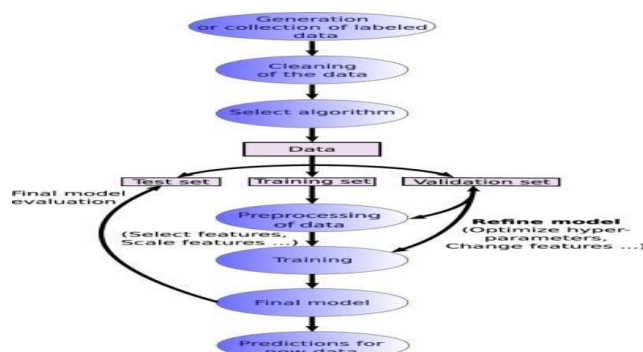 Generation
or collection of labeled
data
Cleaning
of the data
Select algorithm
Data
Final model
evaluation
Test set
Training set
Validation set
Preprocessing
of data
(Select features,
Scale features ...)
Refine model
(Optimize hyper-
parameters,
Change features ...)
Training
Final model
Predictions for
new data